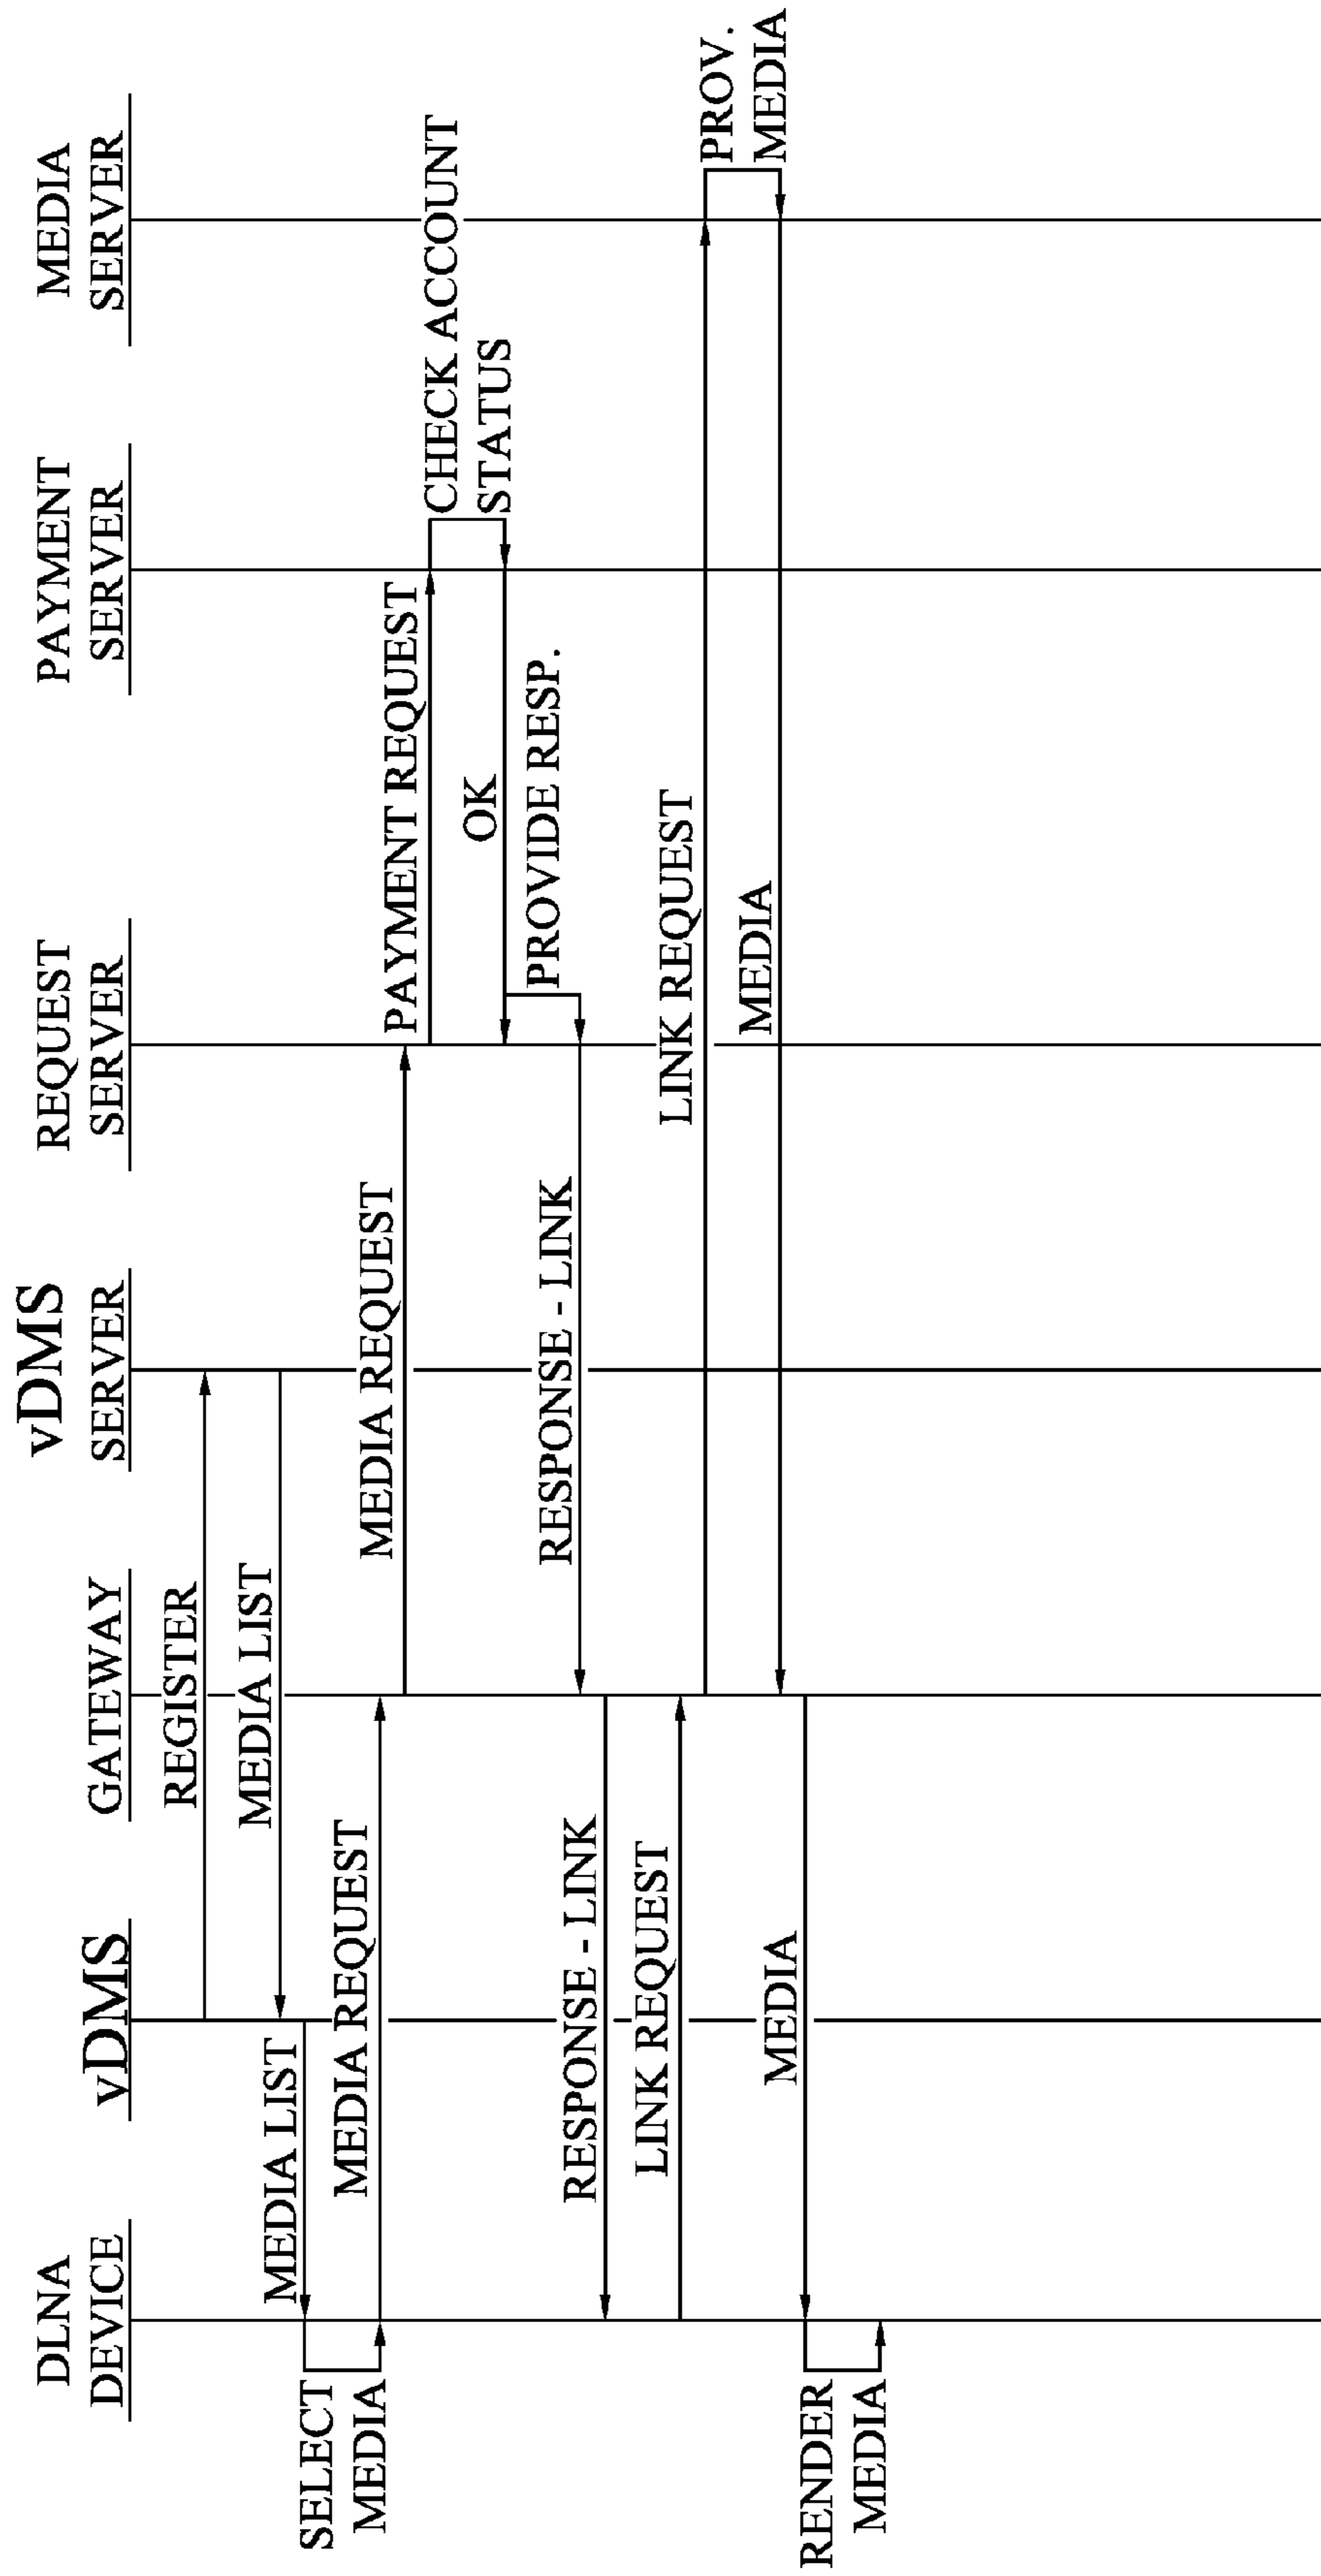 DLNA
DEVICE
vDMS
GATEWAY
vDMS
SERVER
REQUEST
SERVER
PAYMENT
SERVER
MEDIA
SERVER
REGISTER
MEDIA LIST
MEDIA LIST
SELECT
MEDIA
MEDIA REQUEST
MEDIA REQUEST
PAYMENT REQUEST
CHECK ACCOUNT
STATUS
OK
PROVIDE RESP.
RESPONSE - LINK
RESPONSE - LINK
LINK REQUEST
LINK REQUEST
PROV.
MEDIA
MEDIA
MEDIA
RENDER
MEDIA